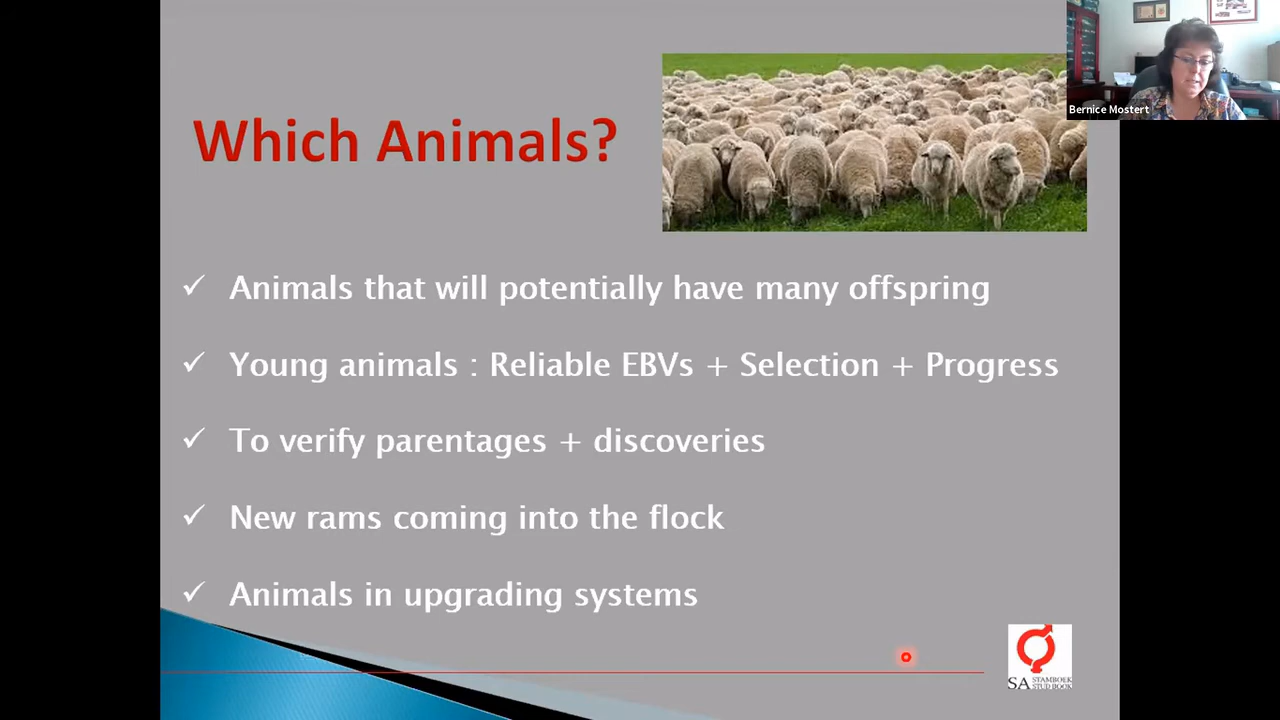 Which Animals?
Bernice Mostert
Animals that will potentially have many offspring
Young animals : Reliable EBVs + Selection + Progress
To verify parentages + discoveries
New rams coming into the flock
Animals in upgrading systems
SA STAMBOEK
STUD BOOK